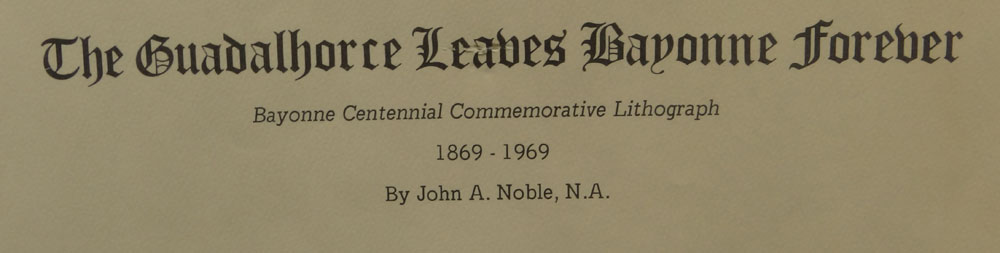 The Guadalhorce Leaves Bayonne Forever
Bayonne Centennial Commemorative Lithograph
1869 - 1969
By John A. Noble, N.A.